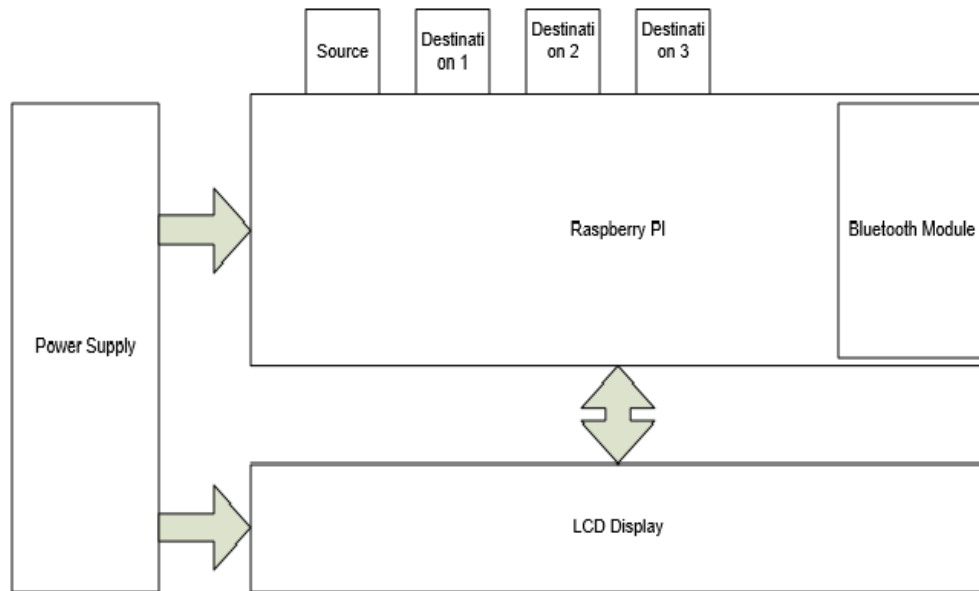 Source
Destinati
on 1
Destinati
on 2
Destinati
on 3
Raspberry PI
Bluetooth Module
Power Supply
LCD Display